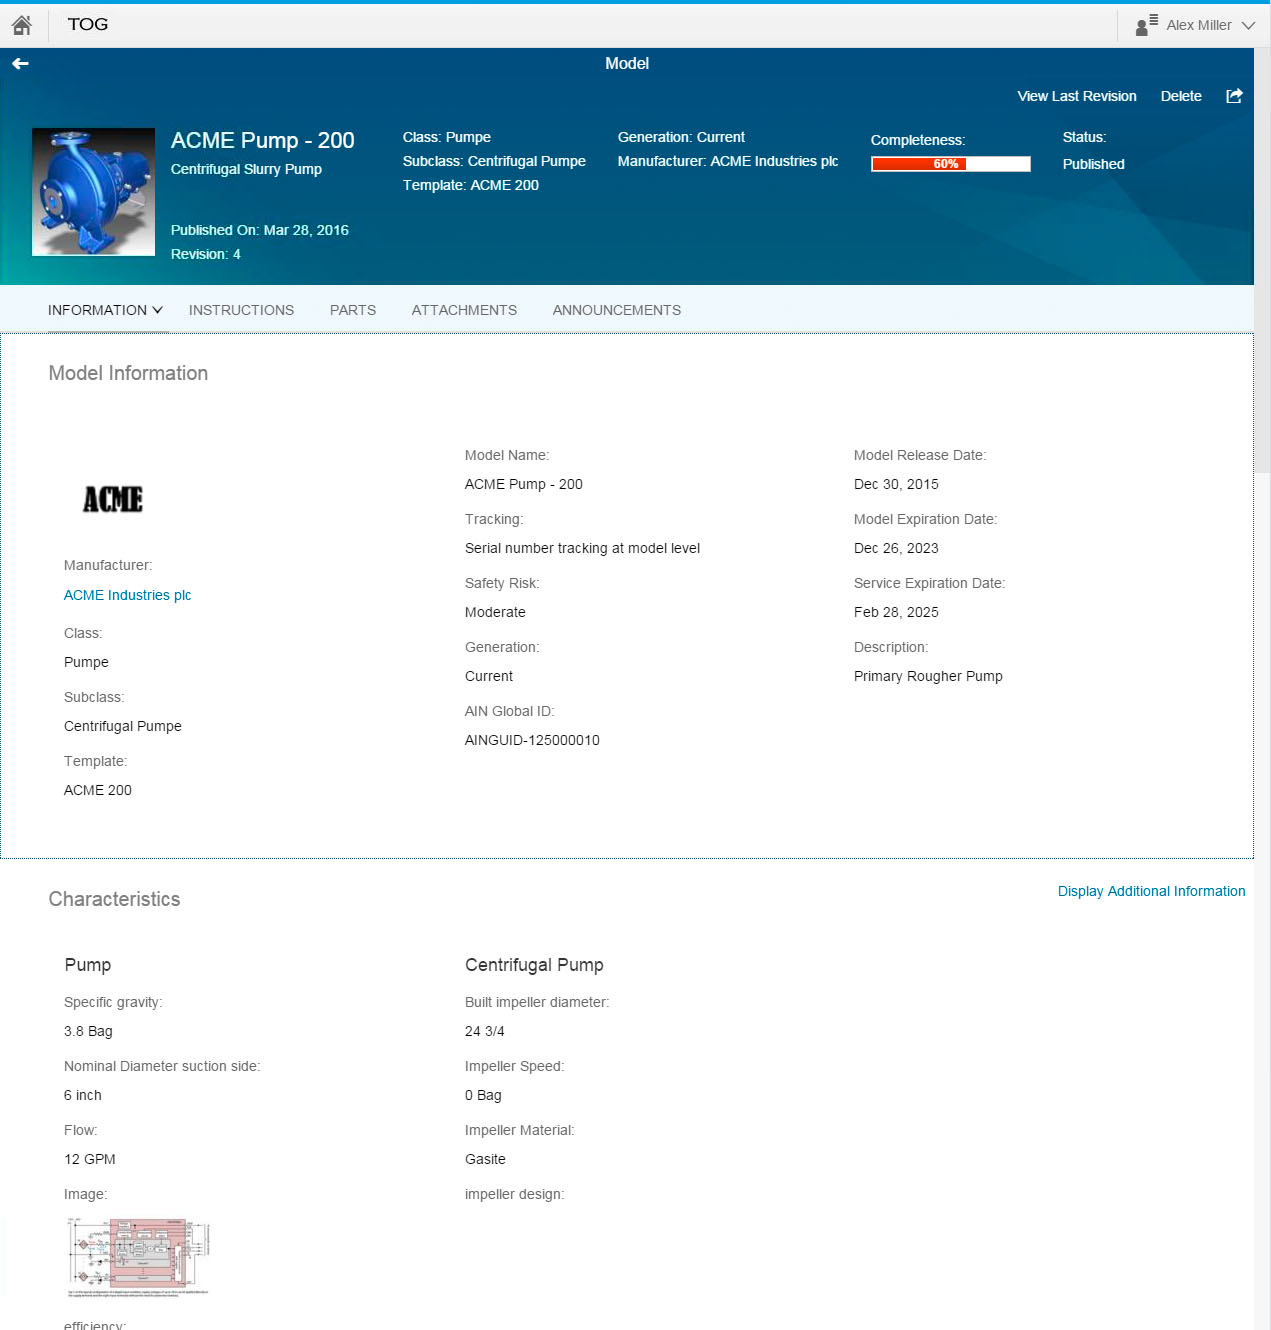 TOG
Alex Miller
Model
View Last Revision Delete
ACME Pump - 200
Centrifugal Slurry Pump
Published On: Mar 28, 2016
Revision: 4
Class: Pumpe
Subclass: Centrifugal Pumpe
Template: ACME 200
Generation: Current
Manufacturer: ACME Industries plc
Completeness:
60%
Status:
Published
INFORMATION INSTRUCTIONS PARTS ATTACHMENTS ANNOUNCEMENTS
Model Information
ACME
Manufacturer:
ACME Industries plc
Class:
Pumpe
Subclass:
Centrifugal Pumpe
Template:
ACME 200
Model Name:
ACME Pump - 200
Tracking:
Serial number tracking at model level
Safety Risk:
Moderate
Generation:
Current
AIN Global ID:
AINGUID-125000010
Model Release Date:
Dec 30, 2015
Model Expiration Date:
Dec 26, 2023
Service Expiration Date:
Feb 28, 2025
Description:
Primary Rougher Pump
Characteristics
Display Additional Information
Pump
Specific gravity:
3.8 Bag
Nominal Diameter suction side:
6 inch
Flow:
12 GPM
Image:
efficiency:
Centrifugal Pump
Built impeller diameter:
24 3/4
Impeller Speed:
0 Bag
Impeller Material:
Gasite
impeller design: